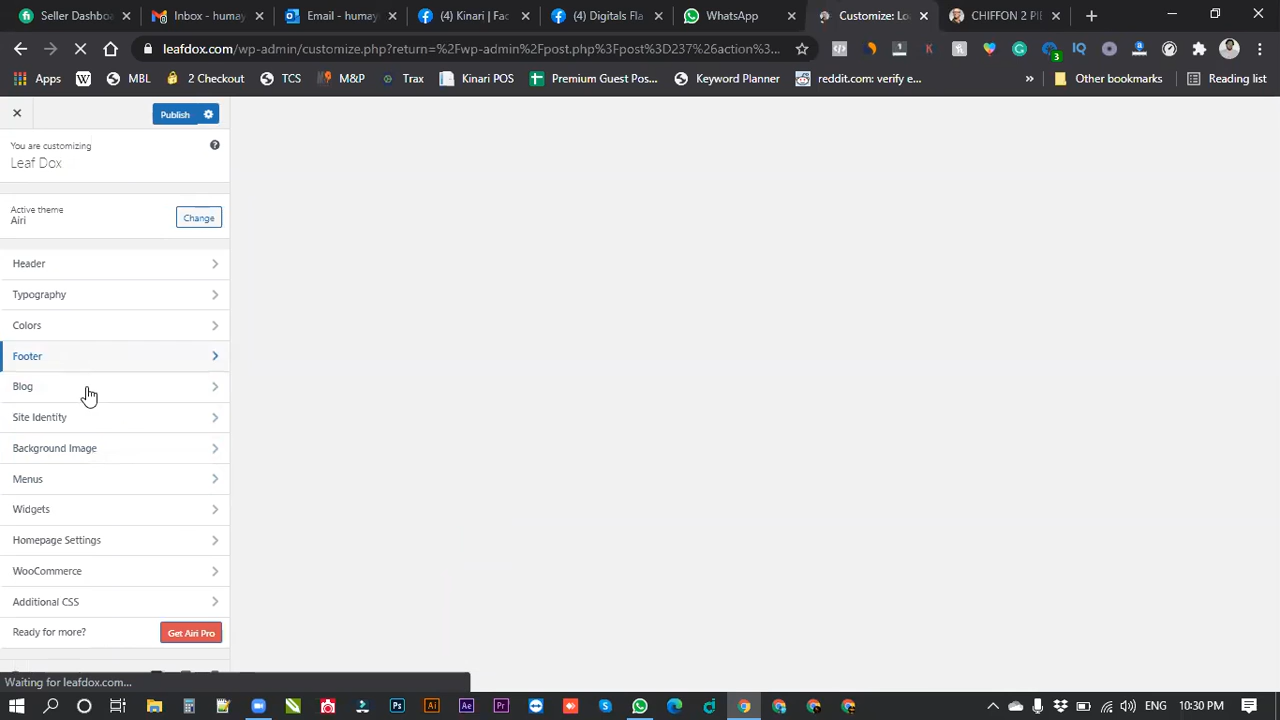 Seller Dashboa
Inbox - humay
Email - humay
(4) Kinari | Fac
(4) Digitals Fla
WhatsApp
Customize: Lo
CHIFFON 2 PIE
leafdox.com/wp-admin/customize.php?return=%2Fwp-admin%2Fpost.php%3Fpost%3D237%26action%3...
Apps
MBL
2 Checkout
TCS
M&P
Trax
Kinari POS
Premium Guest Pos...
Keyword Planner
reddit.com: verify e...
»
Other bookmarks
Reading list
Publish
You are customizing
Leaf Dox
Active theme
Airi
Change
Header
Typography
Colors
Footer
Blog
Site Identity
Background Image
Menus
Widgets
Homepage Settings
WooCommerce
Additional CSS
Ready for more?
Get Airi Pro
Waiting for leafdox.com...
ENG
10:30 PM